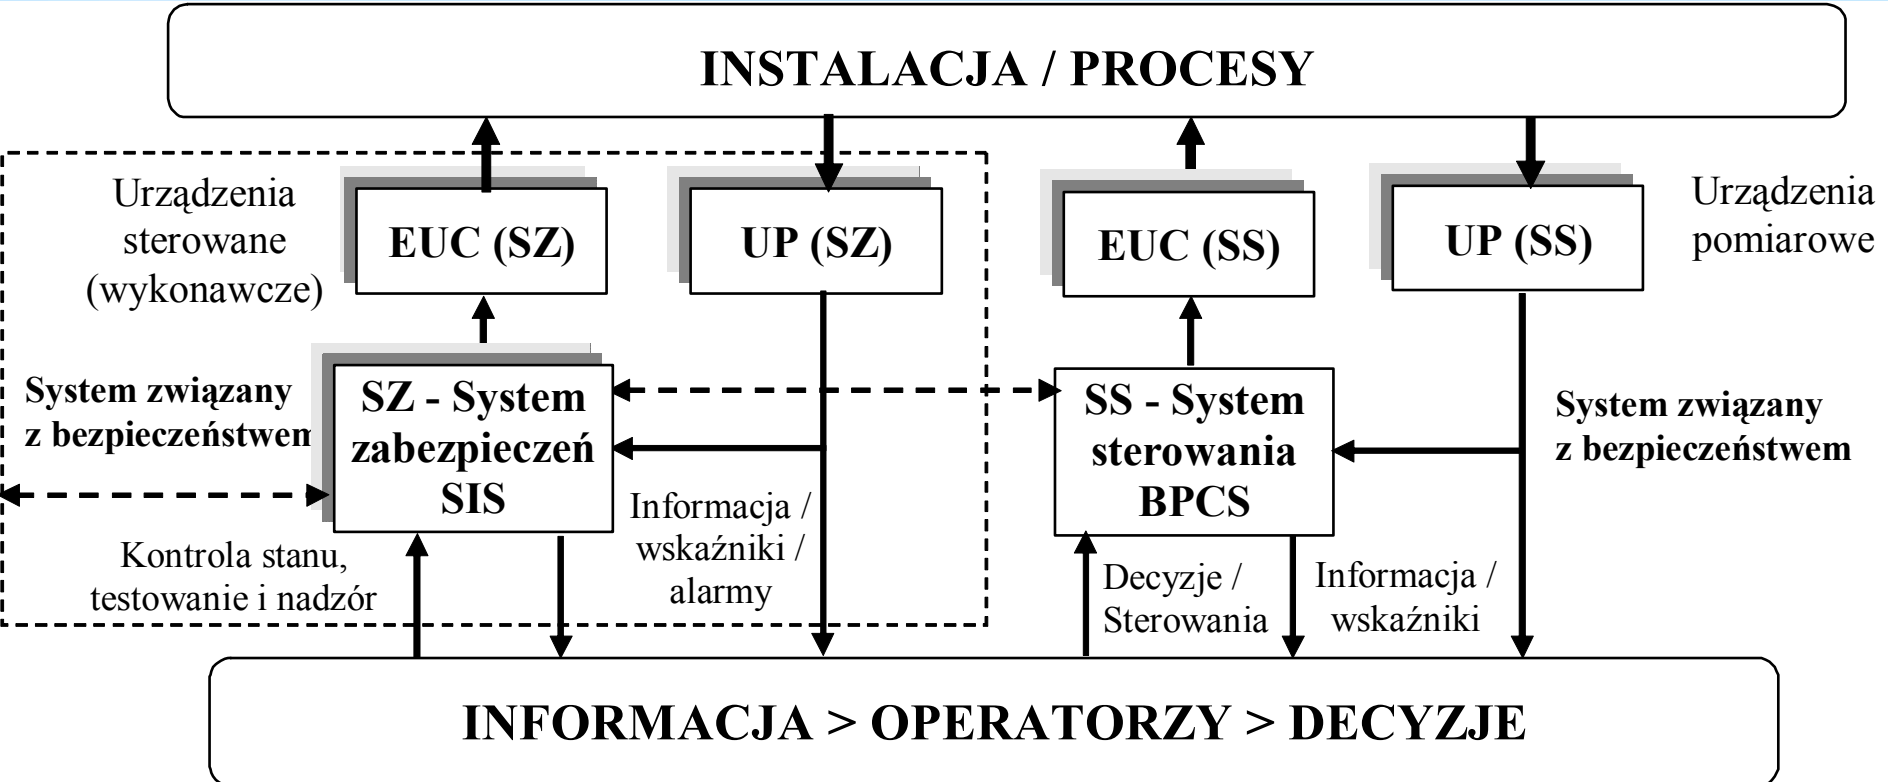 INSTALACJA / PROCESY
Urządzenia
sterowane
(wykonawcze)
EUC (SZ)
UP (SZ)
EUC (SS)
UP (SS)
Urządzenia
pomiarowe
System związany
z bezpieczeństwem
SZ - System
zabezpieczeń
SIS
SS - System
sterowania
BPCS
System związany
z bezpieczeństwem
Kontrola stanu,
testowanie i nadzór
Informacja /
wskaźniki /
alarmy
Decyzje /
Sterowania
Informacja /
wskaźniki
INFORMACJA > OPERATORZY > DECYZJE